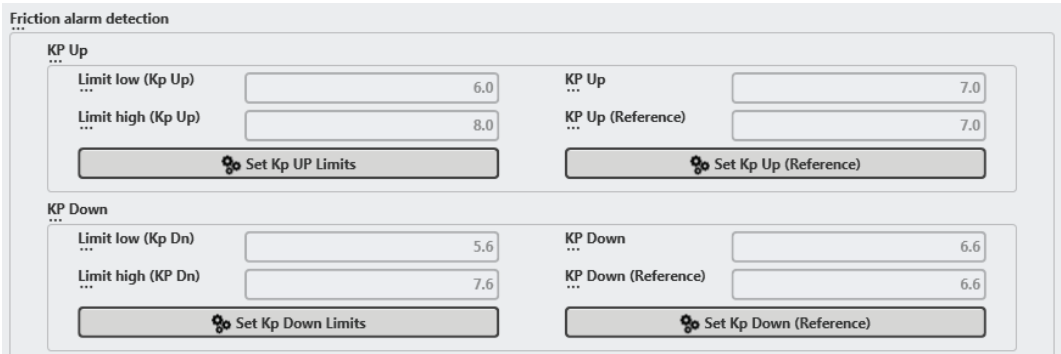 Friction alarm detection
KP Up
Limit low (Kp Up) 6.0 KP Up 7.0
Limit high (Kp Up) 8.0 KP Up (Reference) 7.0
Set Kp UP Limits Set Kp Up (Reference)
KP Down
Limit low (Kp Dn) 5.6 KP Down 6.6
Limit high (KP Dn) 7.6 KP Down (Reference) 6.6
Set Kp Down Limits Set Kp Down (Reference)